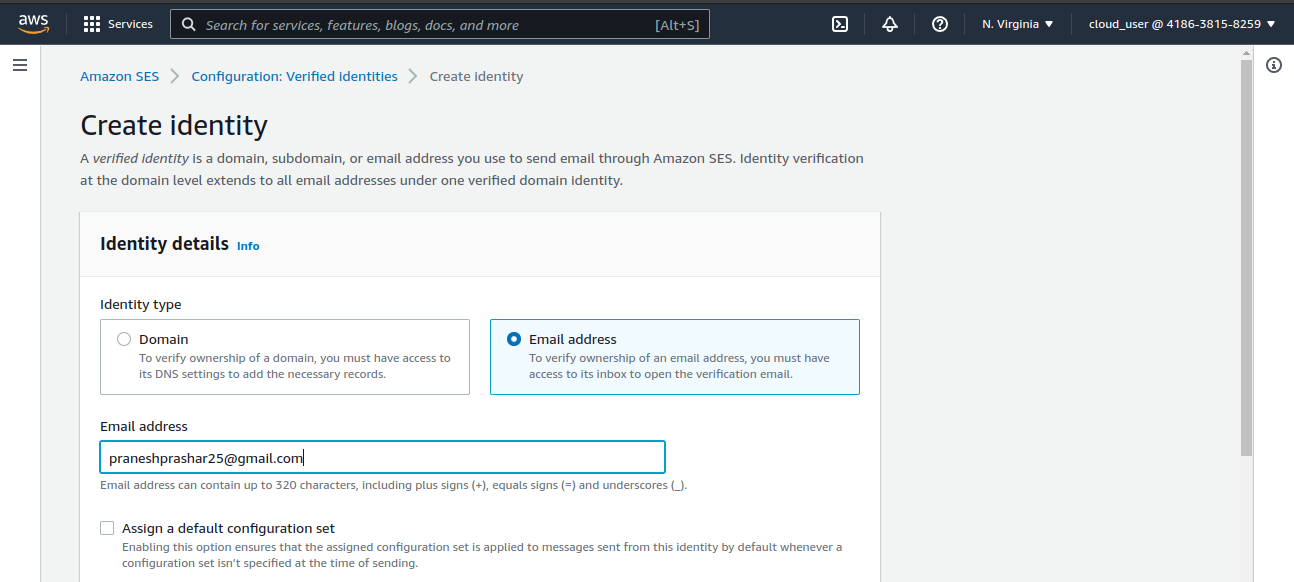 aws Services Search for services, features, blogs, docs, and more [Alt+S] N. Virginia cloud_user @ 4186-3815-8259
Amazon SES Configuration: Verified identities Create identity
Create identity
A verified identity is a domain, subdomain, or email address you use to send email through Amazon SES. Identity verification
at the domain level extends to all email addresses under one verified domain identity.
Identity details Info
Identity type
Domain
To verify ownership of a domain, you must have access to
its DNS settings to add the necessary records.
Email address
To verify ownership of an email address, you must have
access to its inbox to open the verification email.
Email address
praneshprashar25@gmail.com
Email address can contain up to 320 characters, including plus signs (+), equals signs (=) and underscores (_).
Assign a default configuration set
Enabling this option ensures that the assigned configuration set is applied to messages sent from this identity by default whenever a
configuration set isn't specified at the time of sending.